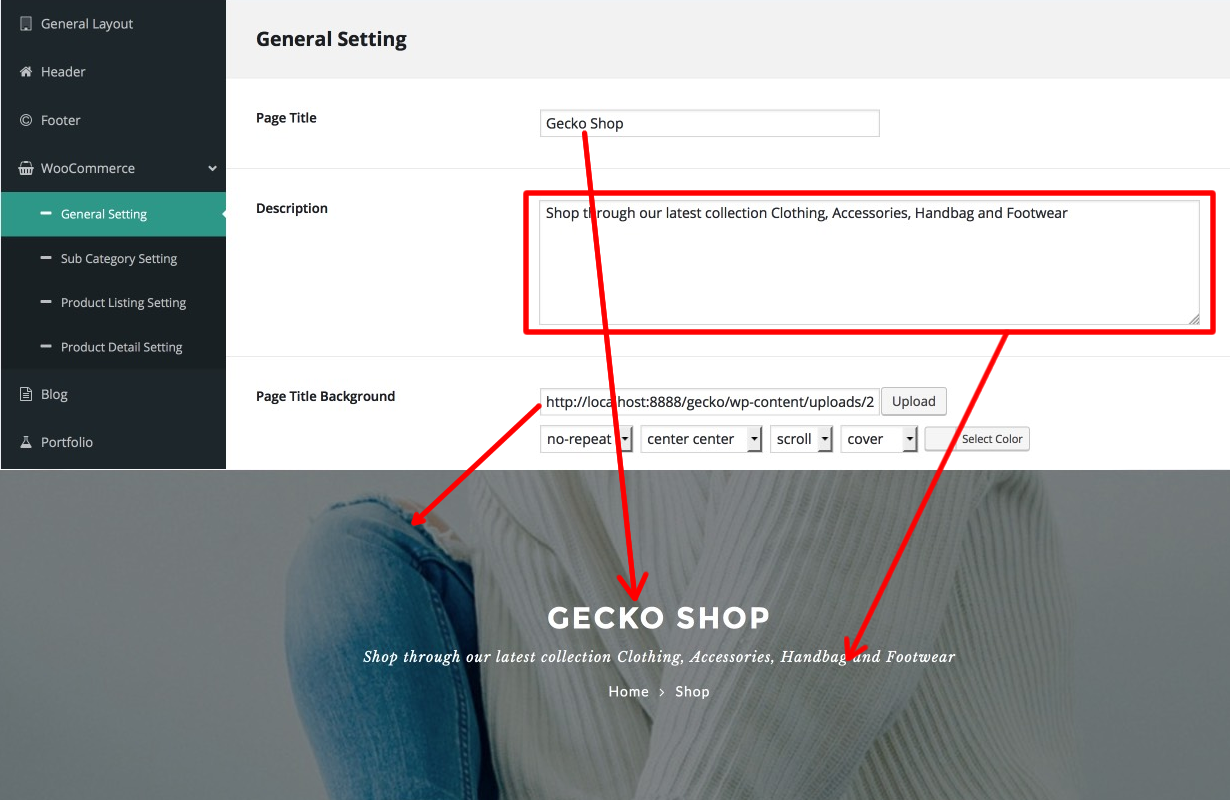 General Layout
Header
Footer
WooCommerce
General Setting
Sub Category Setting
Product Listing Setting
Product Detail Setting
Blog
Portfolio
General Setting
Page Title
Gecko Shop
Description
Shop through our latest collection Clothing, Accessories, Handbag and Footwear
Page Title Background
http://localhost:8888/gecko/wp-content/uploads/2 Upload
no-repeat center center scroll cover Select Color
GECKO SHOP
Shop through our latest collection Clothing, Accessories, Handbag and Footwear
Home > Shop